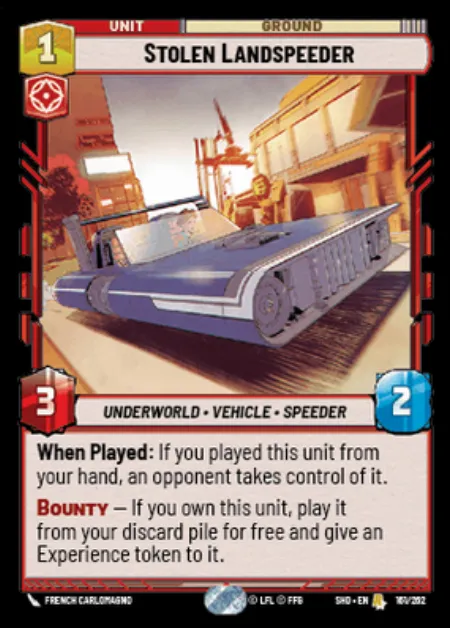 UNIT GROUND
1 STOLEN LANDSPEEDER
3 UNDERWORLD • VEHICLE • SPEEDER 2
When Played: If you played this unit from
your hand, an opponent takes control of it.
BOUNTY — If you own this unit, play it
from your discard pile for free and give an
Experience token to it.
FRENCH CARLOMAGNO © LFL © FFG SHD • EN 161/262